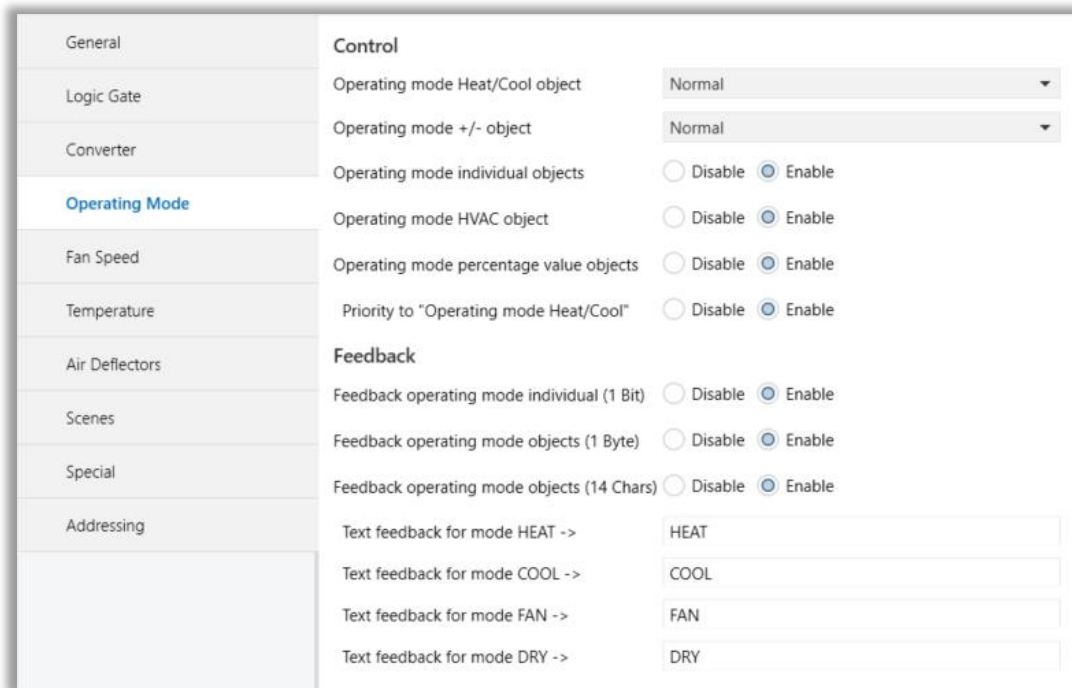 General
Logic Gate
Converter
Operating Mode
Fan Speed
Temperature
Air Deflectors
Scenes
Special
Addressing
Control
Operating mode Heat/Cool object Normal
Operating mode +/- object Normal
Operating mode individual objects Disable Enable
Operating mode HVAC object Disable Enable
Operating mode percentage value objects Disable Enable
Priority to "Operating mode Heat/Cool" Disable Enable
Feedback
Feedback operating mode individual (1 Bit) Disable Enable
Feedback operating mode objects (1 Byte) Disable Enable
Feedback operating mode objects (14 Chars) Disable Enable
Text feedback for mode HEAT -> HEAT
Text feedback for mode COOL -> COOL
Text feedback for mode FAN -> FAN
Text feedback for mode DRY -> DRY